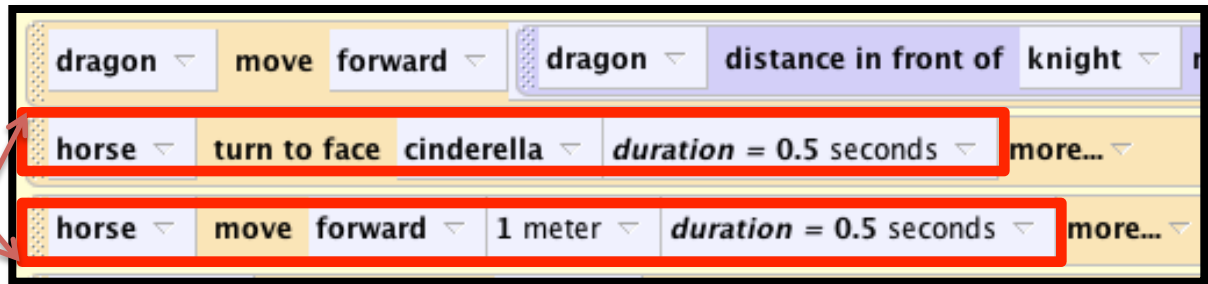 dragon move forward dragon distance in front of knight
horse turn to face cinderella duration = 0.5 seconds more...
horse move forward 1 meter duration = 0.5 seconds more...